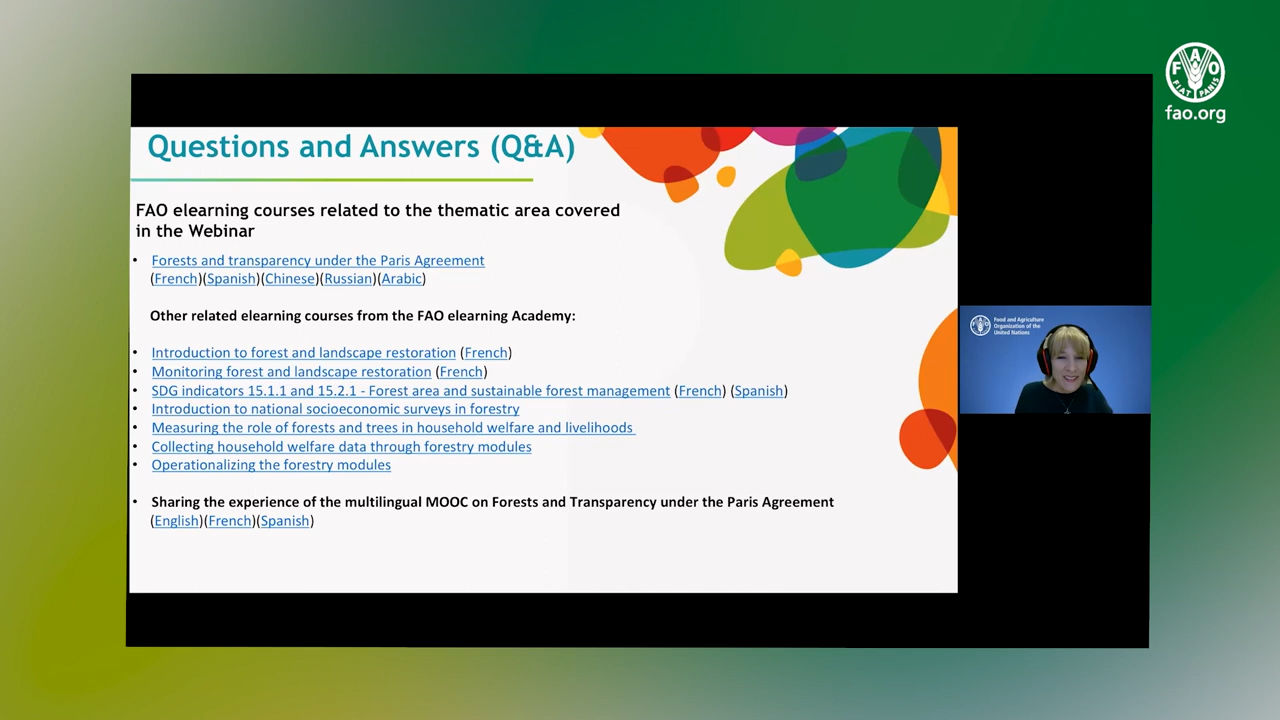 FAO
FIAT PANIS
fao.org
Questions and Answers (Q&A)
FAO elearning courses related to the thematic area covered
in the Webinar
• Forests and transparency under the Paris Agreement
(French)(Spanish)(Chinese)(Russian)(Arabic)
Other related elearning courses from the FAO elearning Academy:
• Introduction to forest and landscape restoration (French)
• Monitoring forest and landscape restoration (French)
• SDG indicators 15.1.1 and 15.2.1 - Forest area and sustainable forest management (French) (Spanish)
• Introduction to national socioeconomic surveys in forestry
• Measuring the role of forests and trees in household welfare and livelihoods
• Collecting household welfare data through forestry modules
• Operationalizing the forestry modules
• Sharing the experience of the multilingual MOOC on Forests and Transparency under the Paris Agreement
(English)(French)(Spanish)
Food and Agriculture
Organization of the
United Nations